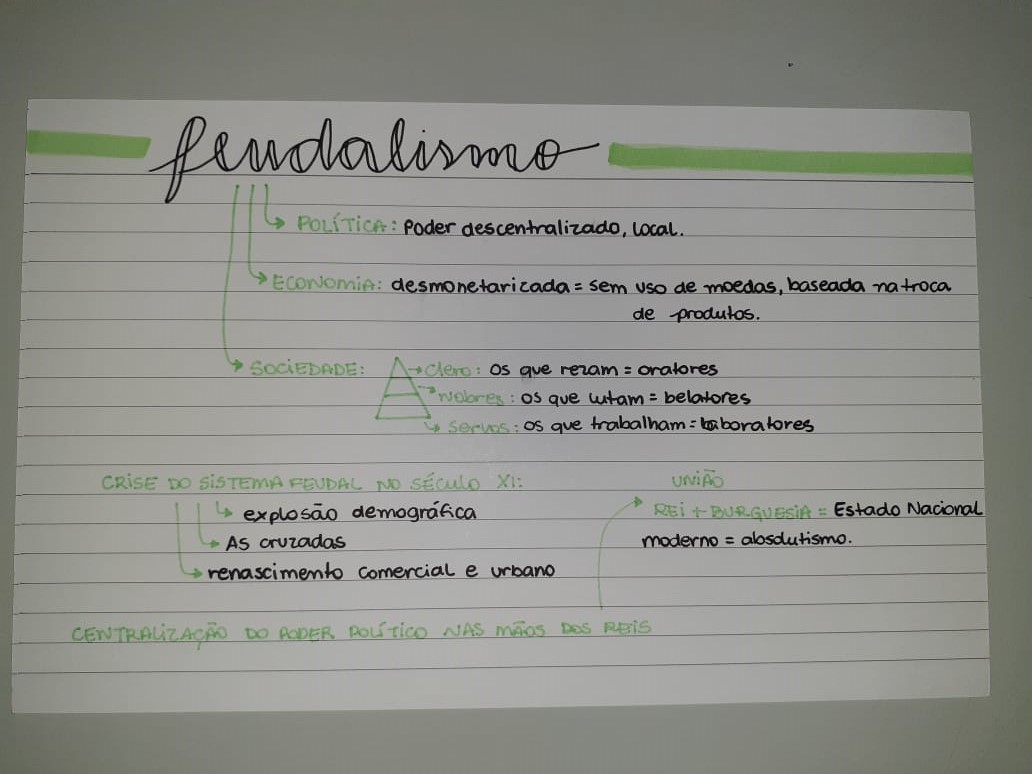 feudalismo
POLÍTICA: Poder descentralizado, local.
ECONOMIA: desmonetarizada = sem uso de moedas, baseada na troca
de produtos.
SOCIEDADE: Clero: os que rezam = oratores
Nobres: os que lutam = belatores
Servos: os que trabalham = laboratores
CRISE DO SISTEMA FEUDAL NO SÉCULO XI:
explosão demográfica
As cruzadas
renascimento comercial e urbano
UNIÃO
REI + BURGUESIA = Estado Nacional
moderno = absolutismo.
CENTRALIZAÇÃO DO PODER POLÍTICO NAS MÃOS DOS REIS